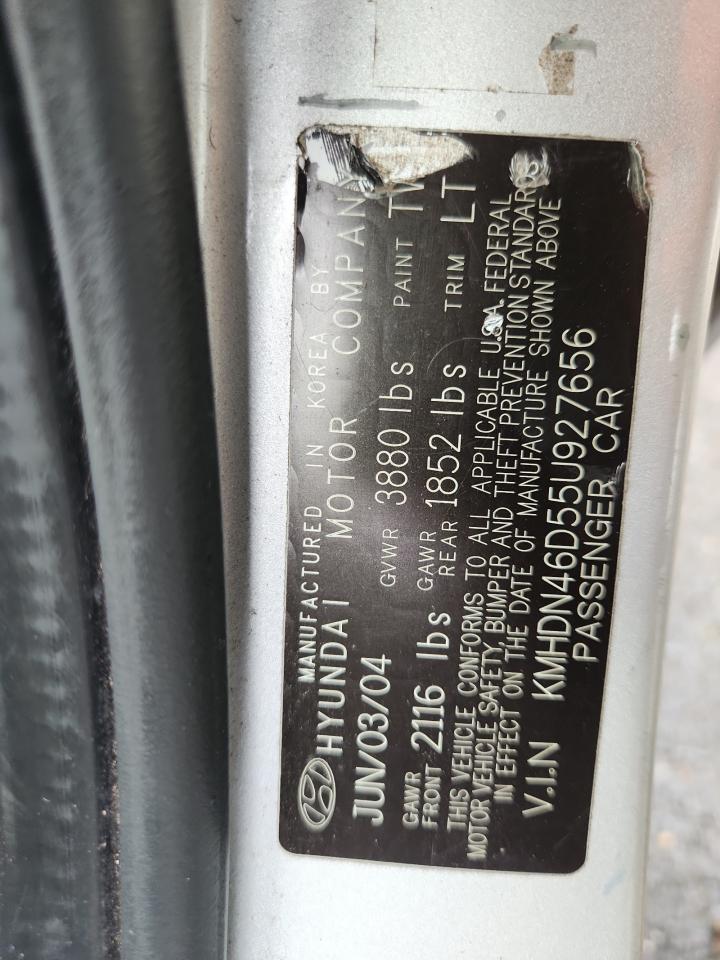 MANUFACTURED IN KOREA BY
HYUNDAI MOTOR COMPAN
JUN/03/04 GVWR 3880 lbs PAINT
GAWR FRONT 2116 lbs GAWR REAR 1852 lbs TRIM LT
THIS VEHICLE CONFORMS TO ALL APPLICABLE U.S.A. FEDERAL
MOTOR VEHICLE SAFETY, BUMPER AND THEFT PREVENTION STANDARDS
IN EFFECT ON THE DATE OF MANUFACTURE SHOWN ABOVE
V.I.N KMHDN46D55U927656
PASSENGER CAR